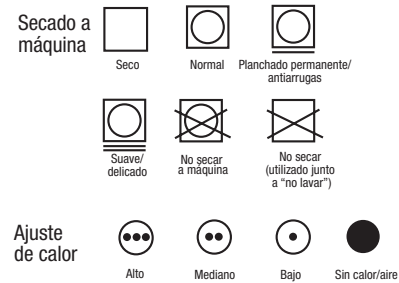 Secado a
máquina
Seco
Normal
Planchado permanente/
antiarrugas
Suave/
delicado
No secar
a máquina
No secar
(utilizado junto
a “no lavar”)
Ajuste
de calor
Alto
Mediano
Bajo
Sin calor/aire